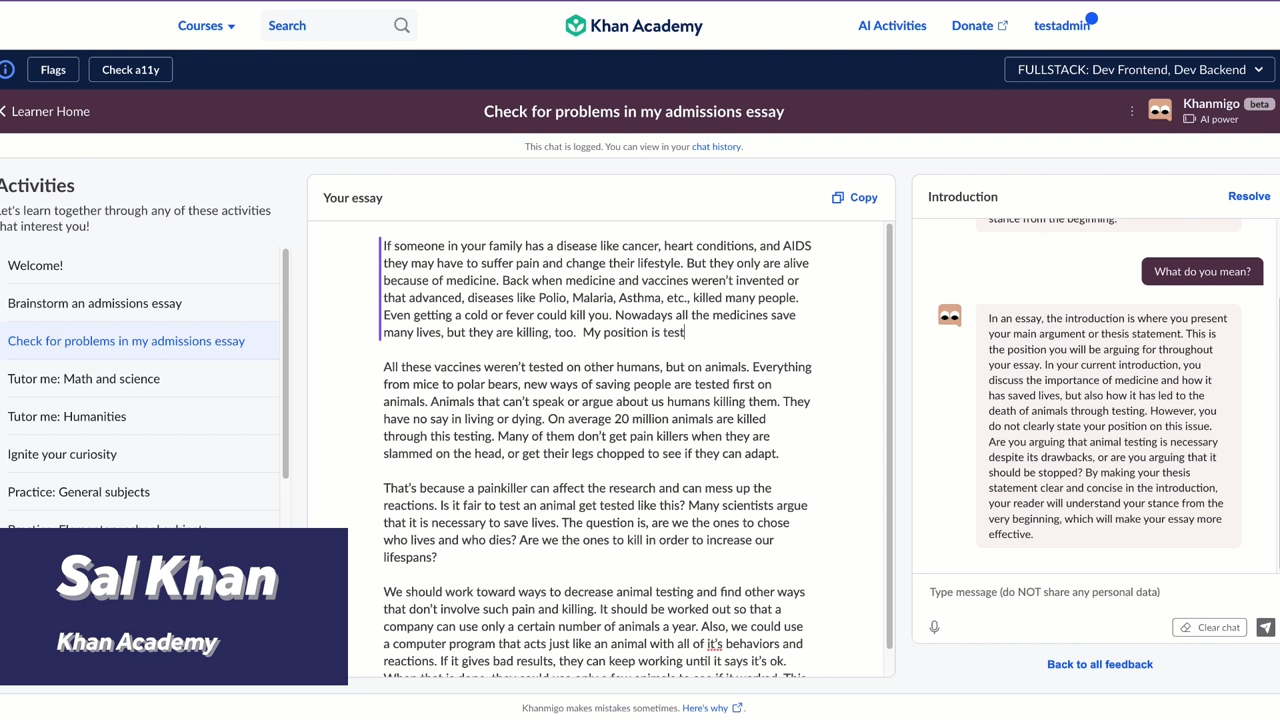 Courses
Search
Khan Academy
AI Activities
Donate
testadmin
Flags
Check a11y
FULLSTACK: Dev Frontend, Dev Backend
Learner Home
Check for problems in my admissions essay
Khanmigo beta
AI power
This chat is logged. You can view in your chat history.
Activities
Let's learn together through any of these activities
that interest you!
Welcome!
Brainstorm an admissions essay
Check for problems in my admissions essay
Tutor me: Math and science
Tutor me: Humanities
Ignite your curiosity
Practice: General subjects
Sal Khan
Khan Academy
Your essay
Copy
If someone in your family has a disease like cancer, heart conditions, and AIDS
they may have to suffer pain and change their lifestyle. But they only are alive
because of medicine. Back when medicine and vaccines weren't invented or
that advanced, diseases like Polio, Malaria, Asthma, etc., killed many people.
Even getting a cold or fever could kill you. Nowadays all the medicines save
many lives, but they are killing, too.  My position is test
All these vaccines weren't tested on other humans, but on animals. Everything
from mice to polar bears, new ways of saving people are tested first on
animals. Animals that can't speak or argue about us humans killing them. They
have no say in living or dying. On average 20 million animals are killed
through this testing. Many of them don't get pain killers when they are
slammed on the head, or get their legs chopped to see if they can adapt.
That's because a painkiller can affect the research and can mess up the
reactions. Is it fair to test an animal get tested like this? Many scientists argue
that it is necessary to save lives. The question is, are we the ones to chose
who lives and who dies? Are we the ones to kill in order to increase our
lifespans?
We should work toward ways to decrease animal testing and find other ways
that don't involve such pain and killing. It should be worked out so that a
company can use only a certain number of animals a year. Also, we could use
a computer program that acts just like an animal with all of it's behaviors and
reactions. If it gives bad results, they can keep working until it says it's ok.
When that is done, they could use only a few animals to see if it worked. This
Introduction
Resolve
stance from the beginning.
What do you mean?
In an essay, the introduction is where you present
your main argument or thesis statement. This is
the position you will be arguing for throughout
your essay. In your current introduction, you
discuss the importance of medicine and how it
has saved lives, but also how it has led to the
death of animals through testing. However, you
do not clearly state your position on this issue.
Are you arguing that animal testing is necessary
despite its drawbacks, or are you arguing that it
should be stopped? By making your thesis
statement clear and concise in the introduction,
your reader will understand your stance from the
very beginning, which will make your essay more
effective.
Type message (do NOT share any personal data)
Clear chat
Back to all feedback
Khanmigo makes mistakes sometimes. Here's why